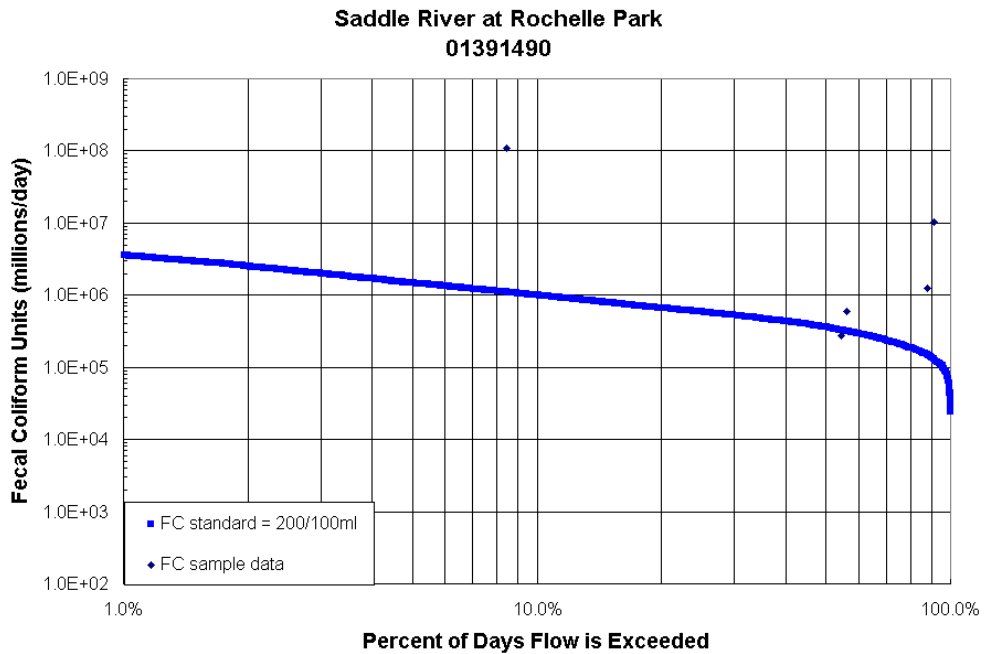 Saddle River at Rochelle Park
01391490
Fecal Coliform Units (millions/day)
1.0E+09
1.0E+08
1.0E+07
1.0E+06
1.0E+05
1.0E+04
1.0E+03
1.0E+02
FC standard = 200/100ml
FC sample data
1.0%
10.0%
100.0%
Percent of Days Flow is Exceeded